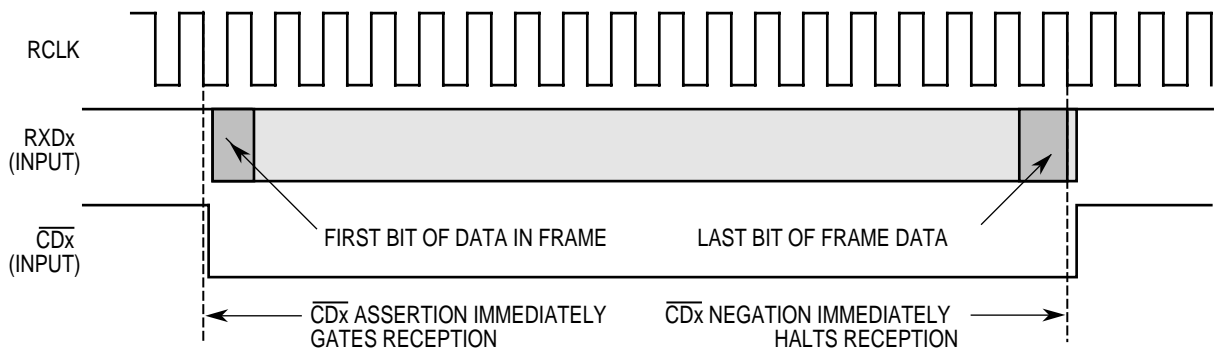 RCLK
RXDx
(INPUT)
FIRST BIT OF DATA IN FRAME
LAST BIT OF FRAME DATA
CDx
(INPUT)
CDx ASSERTION IMMEDIATELY
GATES RECEPTION
CDx NEGATION IMMEDIATELY
HALTS RECEPTION